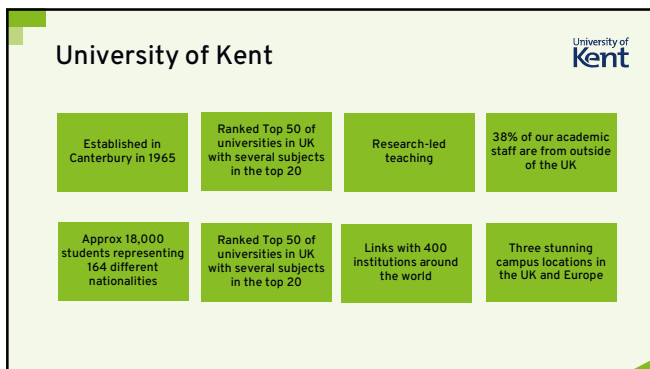 University of Kent
University of
Kent
Established in
Canterbury in 1965
Ranked Top 50 of
universities in UK
with several subjects
in the top 20
Research-led
teaching
38% of our academic
staff are from outside
of the UK
Approx 18,000
students representing
164 different
nationalities
Ranked Top 50 of
universities in UK
with several subjects
in the top 20
Links with 400
institutions around
the world
Three stunning
campus locations in
the UK and Europe